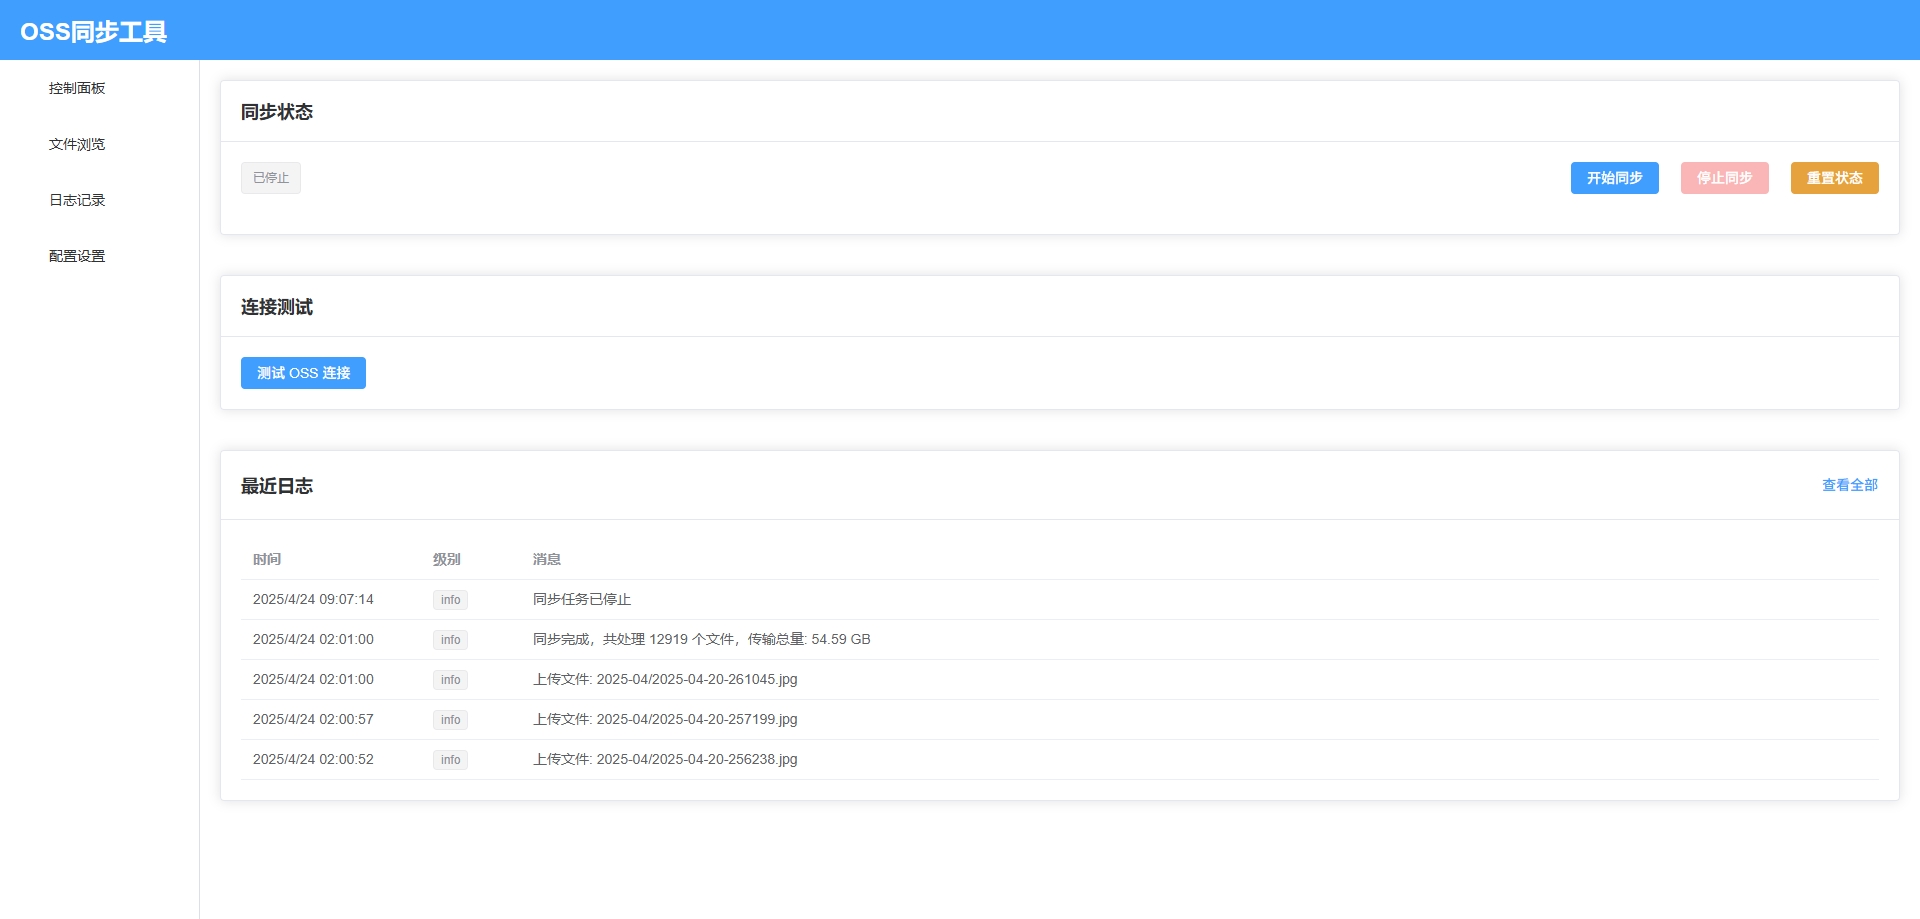 OSS同步工具
控制面板
文件浏览
日志记录
配置设置
同步状态
已停止
开始同步
停止同步
重置状态
连接测试
测试 OSS 连接
最近日志
查看全部
时间 级别 消息
2025/4/24 09:07:14 info 同步任务已停止
2025/4/24 02:01:00 info 同步完成，共处理 12919 个文件，传输总量: 54.59 GB
2025/4/24 02:01:00 info 上传文件: 2025-04/2025-04-20-261045.jpg
2025/4/24 02:00:57 info 上传文件: 2025-04/2025-04-20-257199.jpg
2025/4/24 02:00:52 info 上传文件: 2025-04/2025-04-20-256238.jpg